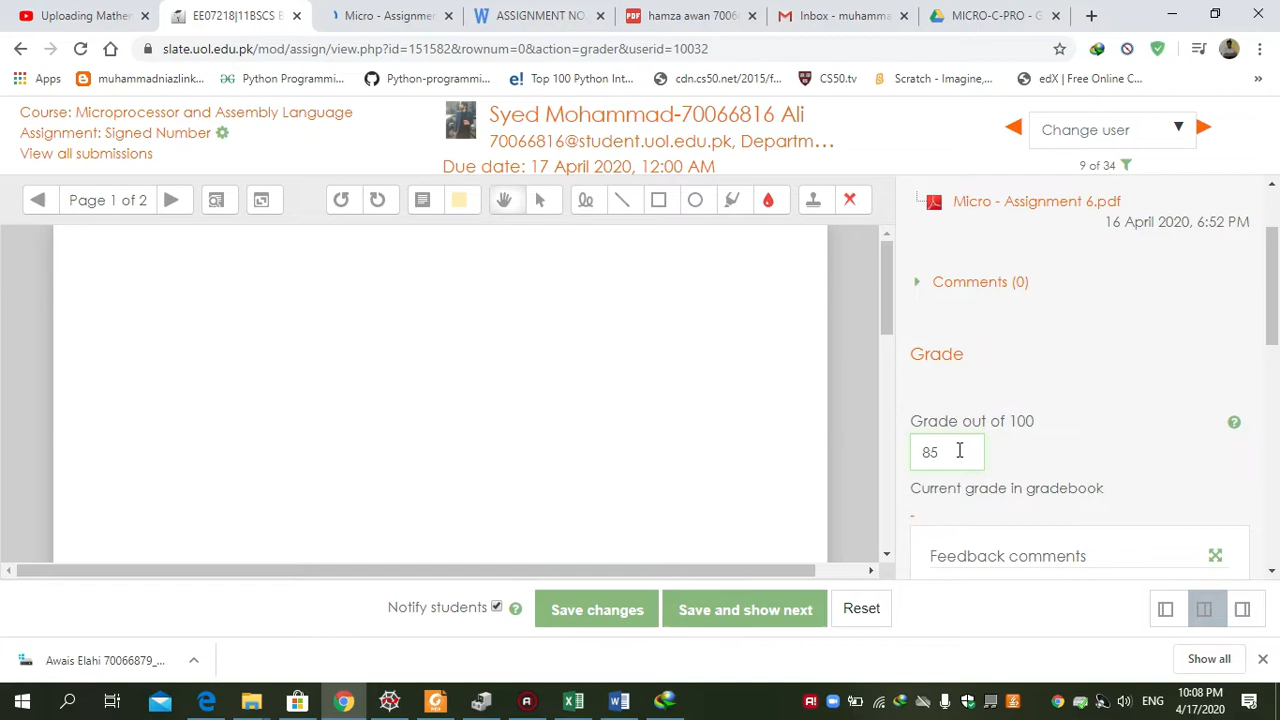 Uploading Mathem
EE07218|11BSCS E
Micro - Assignme
ASSIGNMENT NO.
hamza awan 7006
Inbox - muhamma
MICRO-C-PRO - G
slate.uol.edu.pk/mod/assign/view.php?id=151582&rownum=0&action=grader&userid=10032
Apps
muhammadniazlink...
Python Programmi...
Python-programmi...
Top 100 Python Int...
cdn.cs50.net/2015/f...
CS50.tv
Scratch - Imagine,...
edX | Free Online C...
»
Course: Microprocessor and Assembly Language
Assignment: Signed Number
View all submissions
Syed Mohammad-70066816 Ali
70066816@student.uol.edu.pk, Departm...
Due date: 17 April 2020, 12:00 AM
Change user
9 of 34
Page 1 of 2
Micro - Assignment 6.pdf
16 April 2020, 6:52 PM
Comments (0)
Grade
Grade out of 100
85
Current grade in gradebook
-
Feedback comments
Notify students
Save changes
Save and show next
Reset
Awais Elahi 70066879_...
Show all
ENG
10:08 PM
4/17/2020